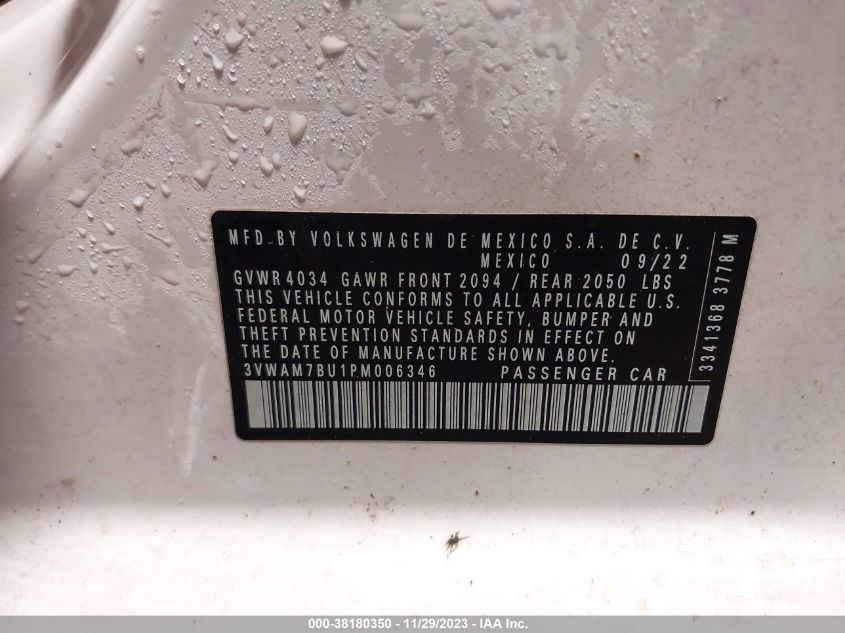 MFD.BY VOLKSWAGEN DE MEXICO S.A. DE C.V.
MEXICO 09/22
GVWR 4034 GAWR FRONT 2094 / REAR 2050 LBS
THIS VEHICLE CONFORMS TO ALL APPLICABLE U.S.
FEDERAL MOTOR VEHICLE SAFETY, BUMPER AND
THEFT PREVENTION STANDARDS IN EFFECT ON
THE DATE OF MANUFACTURE SHOWN ABOVE.
3VWAM7BU1PM006346 PASSENGER CAR
3341368 3778 M
000-38180350 - 11/29/2023 - IAA Inc.